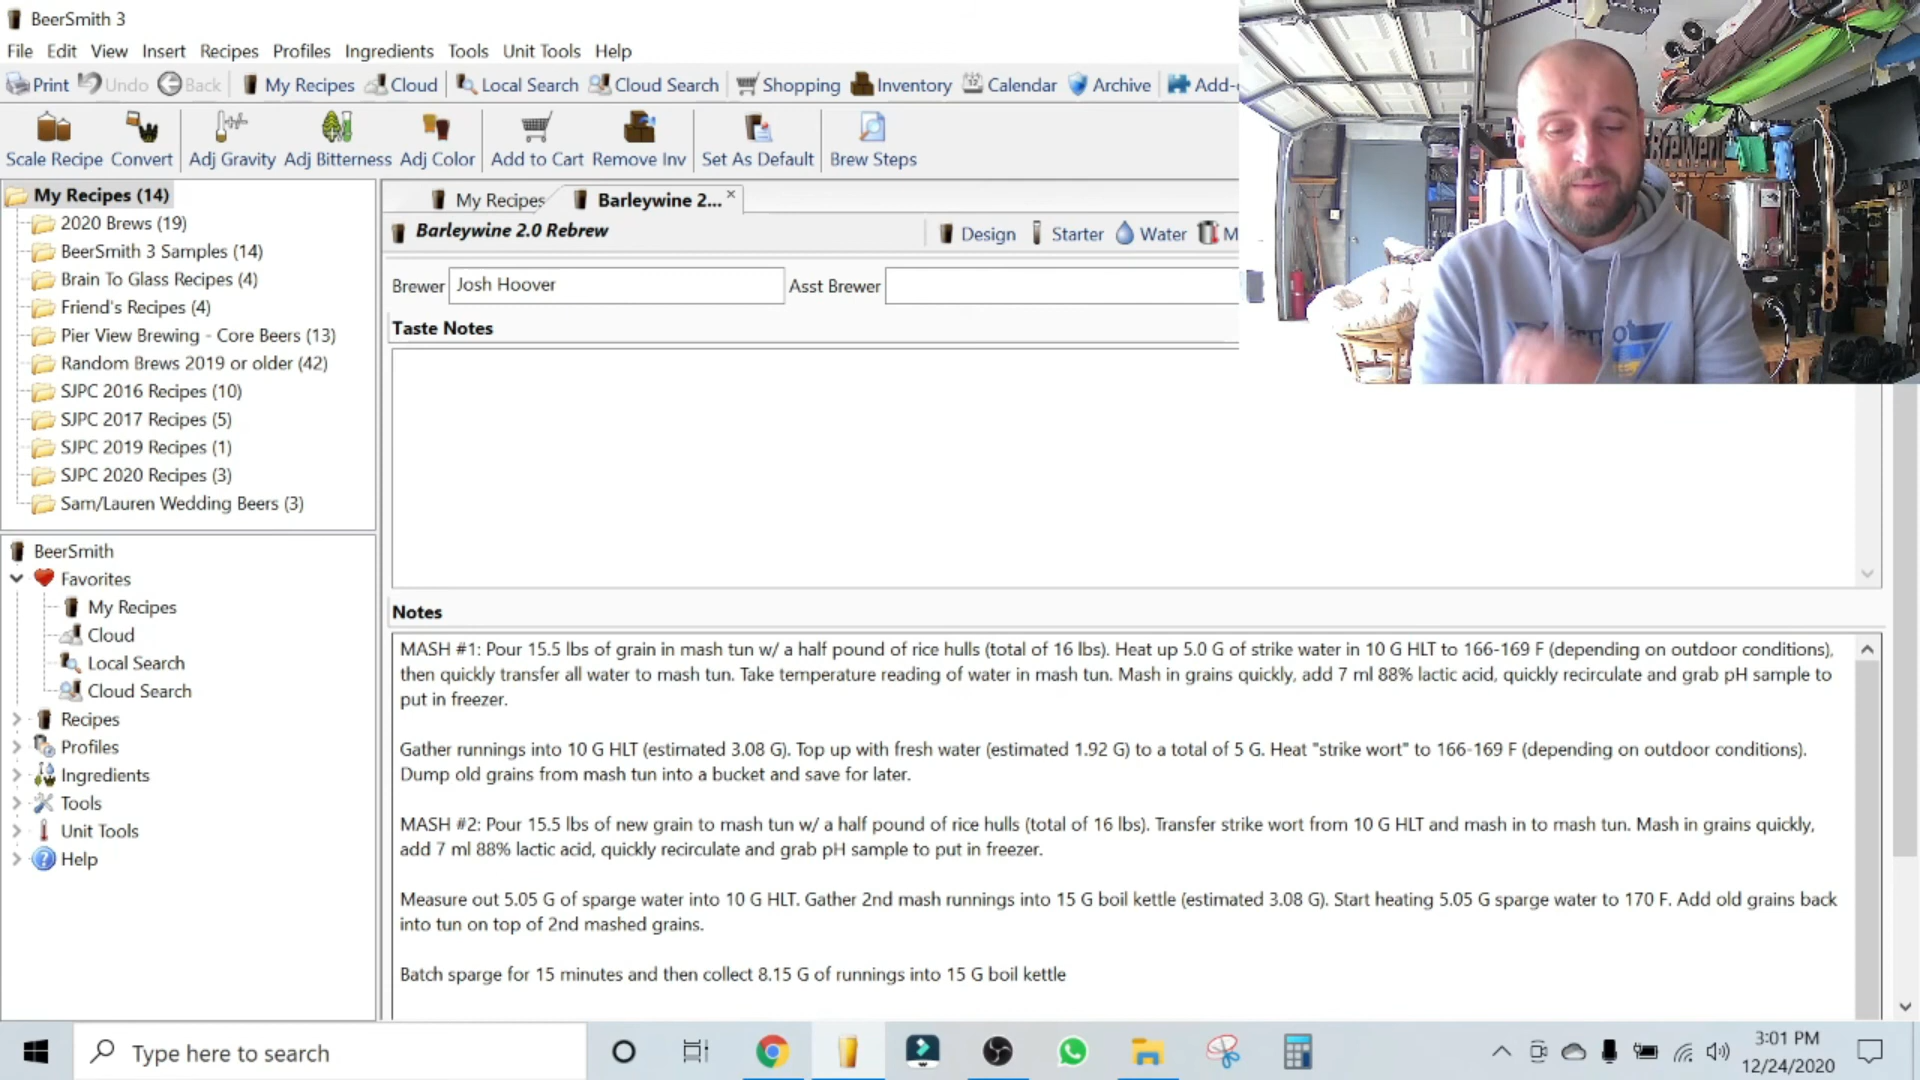 BeerSmith 3
File Edit View Insert Recipes Profiles Ingredients Tools Unit Tools Help
Print Undo Back My Recipes Cloud Local Search Cloud Search Shopping Inventory Calendar Archive Add-
Scale Recipe Convert Adj Gravity Adj Bitterness Adj Color Add to Cart Remove Inv Set As Default Brew Steps
My Recipes (14)
2020 Brews (19)
BeerSmith 3 Samples (14)
Brain To Glass Recipes (4)
Friend's Recipes (4)
Pier View Brewing - Core Beers (13)
Random Brews 2019 or older (42)
SJPC 2016 Recipes (10)
SJPC 2017 Recipes (5)
SJPC 2019 Recipes (1)
SJPC 2020 Recipes (3)
Sam/Lauren Wedding Beers (3)
BeerSmith
Favorites
My Recipes
Cloud
Local Search
Cloud Search
Recipes
Profiles
Ingredients
Tools
Unit Tools
Help
My Recipes Barleywine 2...
Barleywine 2.0 Rebrew Design Starter Water M
Brewer Josh Hoover Asst Brewer
Taste Notes
Notes
MASH #1: Pour 15.5 lbs of grain in mash tun w/ a half pound of rice hulls (total of 16 lbs). Heat up 5.0 G of strike water in 10 G HLT to 166-169 F (depending on outdoor conditions),
then quickly transfer all water to mash tun. Take temperature reading of water in mash tun. Mash in grains quickly, add 7 ml 88% lactic acid, quickly recirculate and grab pH sample to
put in freezer.
Gather runnings into 10 G HLT (estimated 3.08 G). Top up with fresh water (estimated 1.92 G) to a total of 5 G. Heat "strike wort" to 166-169 F (depending on outdoor conditions).
Dump old grains from mash tun into a bucket and save for later.
MASH #2: Pour 15.5 lbs of new grain to mash tun w/ a half pound of rice hulls (total of 16 lbs). Transfer strike wort from 10 G HLT and mash in to mash tun. Mash in grains quickly,
add 7 ml 88% lactic acid, quickly recirculate and grab pH sample to put in freezer.
Measure out 5.05 G of sparge water into 10 G HLT. Gather 2nd mash runnings into 15 G boil kettle (estimated 3.08 G). Start heating 5.05 G sparge water to 170 F. Add old grains back
into tun on top of 2nd mashed grains.
Batch sparge for 15 minutes and then collect 8.15 G of runnings into 15 G boil kettle
Type here to search
3:01 PM
12/24/2020